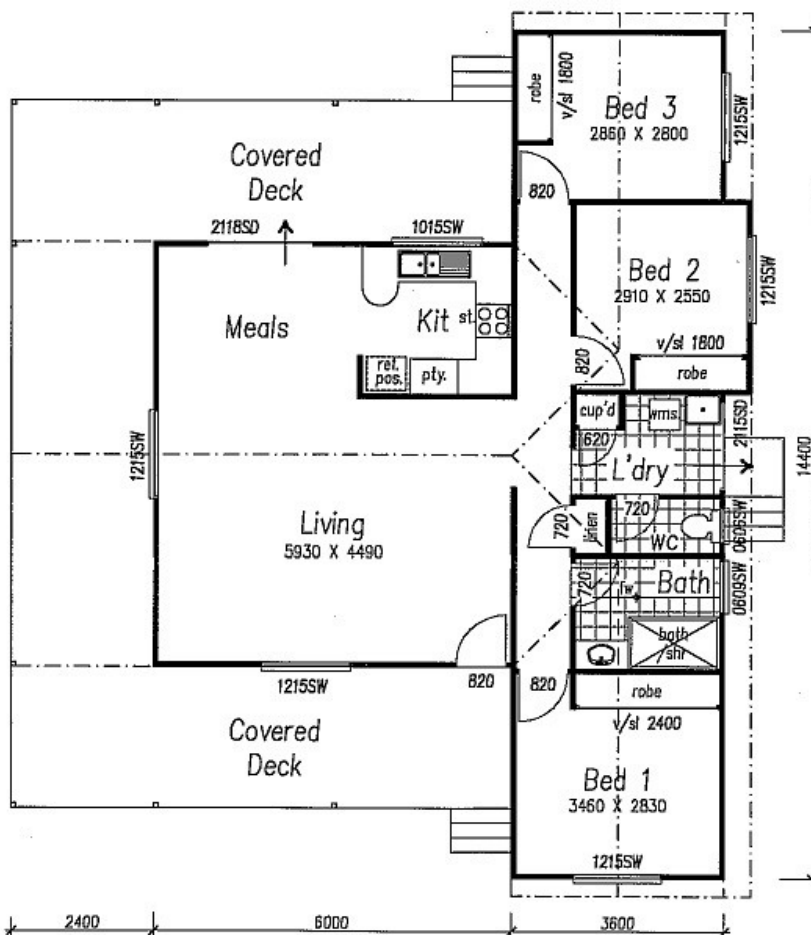 robe
v/sl 1800
Bed 3
2860 X 2800
1215SW
820
Covered
Deck
2118SD
1015SW
Bed 2
2910 X 2550
1215SW
Meals
Kit
st.
v/sl 1800
ref.
pos.
pty.
820
robe
cup'd
wms
2115SD
14400
1215SW
620
L'dry
Living
5930 X 4490
720
linen
720
WC
0606SW
720
fw
Bath
0609SW
bath
/shr
1215SW
820
820
robe
v/sl 2400
Covered
Deck
Bed 1
3460 X 2830
1215SW
2400
6000
3600